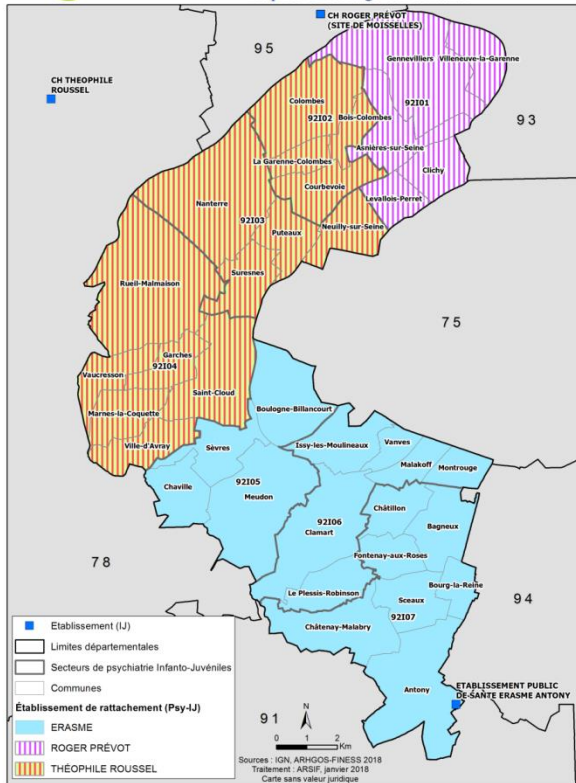 CH ROGER PRÉVOT
(SITE DE MOISSELLES)
95
CH THEOPHILE
ROUSSEL
Gennevilliers
Villeneuve-la-Garenne
92I01
93
Colombes
92I02
Bois-Colombes
Asnières-sur-Seine
La Garenne-Colombes
Clichy
Courbevoie
Levallois-Perret
Nanterre
92I03
Neuilly-sur-Seine
Puteaux
Suresnes
Rueil-Malmaison
75
Garches
92I04
Vaucresson
Saint-Cloud
Marnes-la-Coquette
Boulogne-Billancourt
Ville-d'Avray
Issy-les-Moulineaux
Vanves
Sèvres
Malakoff
Montrouge
92I05
Chaville
Meudon
Châtillon
92I06
Bagneux
Clamart
78
Fontenay-aux-Roses
Bourg-la-Reine
94
Le Plessis-Robinson
Sceaux
92I07
Châtenay-Malabry
Antony
ETABLISSEMENT PUBLIC
DE SANTE ERASME ANTONY
91
Etablissement (IJ)
Limites départementales
Secteurs de psychiatrie Infanto-Juvéniles
Communes
Établissement de rattachement (Psy-IJ)
ERASME
ROGER PRÉVOT
THÉOPHILE ROUSSEL
N
0 1 2
Km
Sources : IGN, ARHGOS-FINESS 2018
Traitement : ARSIF, janvier 2018
Carte sans valeur juridique